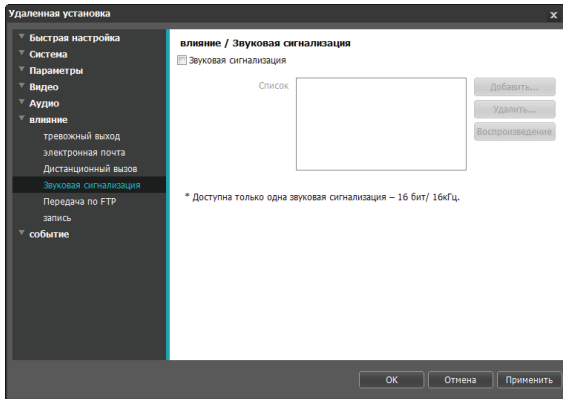 Удаленная установка
x
Быстрая настройка
Система
Параметры
Видео
Аудио
влияние
тревожный выход
электронная почта
Дистанционный вызов
Звуковая сигнализация
Передача по FTP
запись
событие
влияние / Звуковая сигнализация
Звуковая сигнализация
Список
Добавить...
Удалить...
Воспроизведение
* Доступна только одна звуковая сигнализация – 16 бит/ 16кГц.
OK
Отмена
Применить